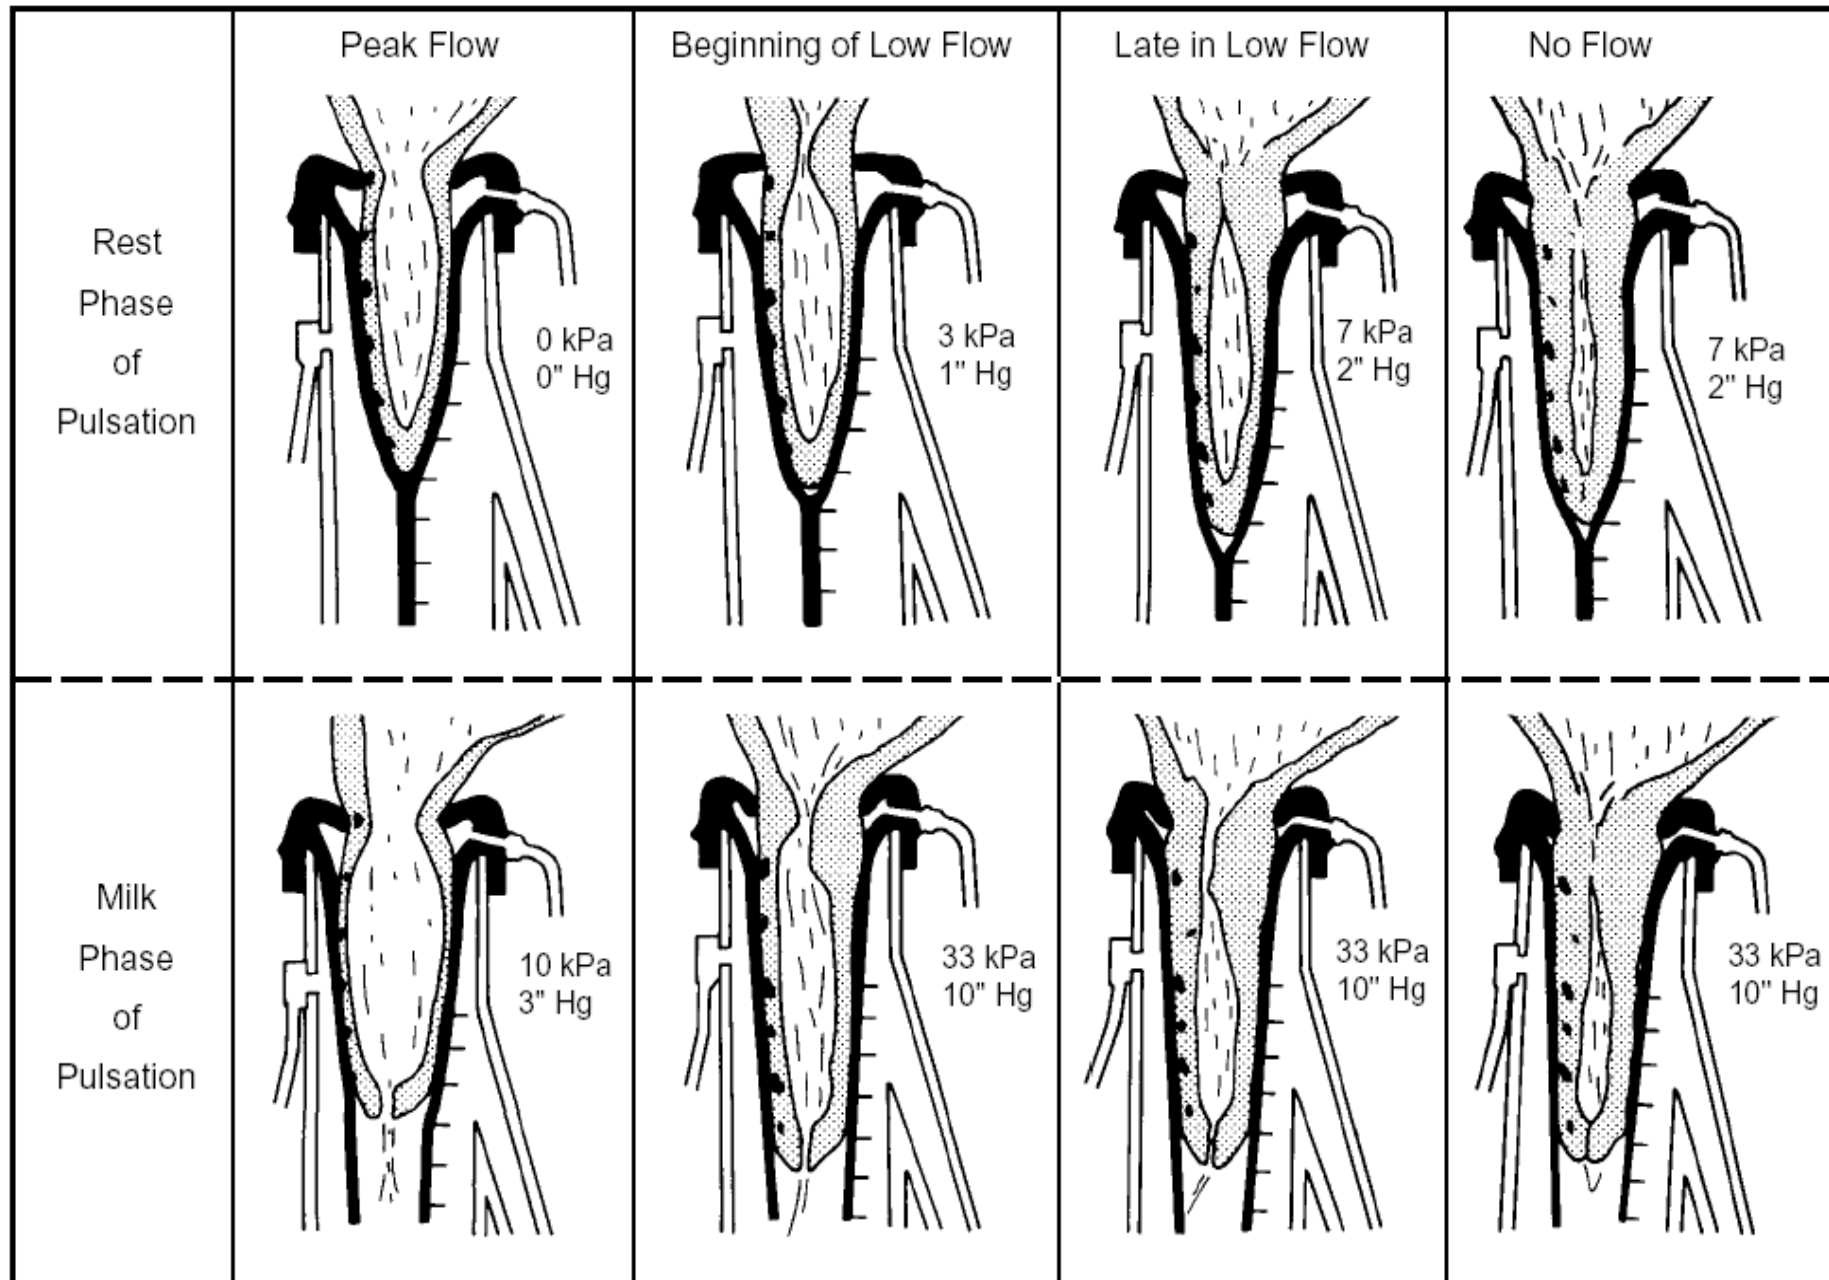 Peak Flow
Beginning of Low Flow
Late in Low Flow
No Flow
Rest
Phase
of
Pulsation
0 kPa
0" Hg
3 kPa
1" Hg
7 kPa
2" Hg
7 kPa
2" Hg
Milk
Phase
of
Pulsation
10 kPa
3" Hg
33 kPa
10" Hg
33 kPa
10" Hg
33 kPa
10" Hg